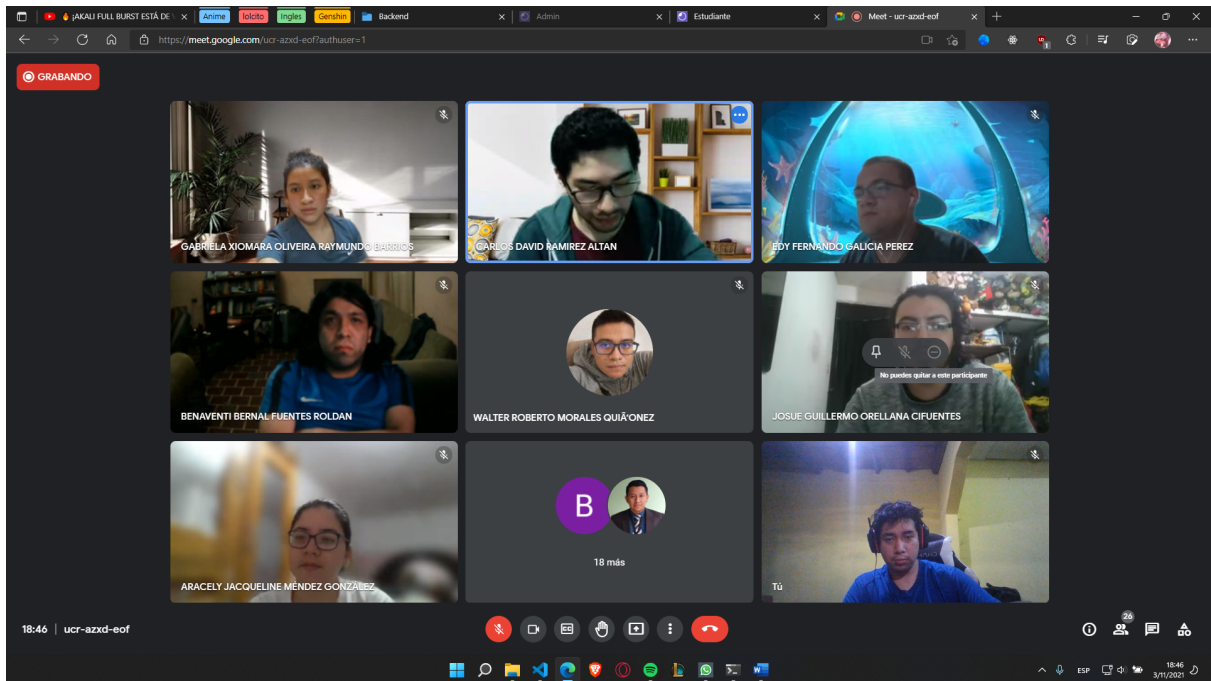 ¡AKALI FULL BURST ESTÁ DE
Anime
lolcito
Ingles
Genshin
Backend
Admin
Estudiante
Meet - ucr-azxd-eof
https://meet.google.com/ucr-azxd-eof?authuser=1
GRABANDO
GABRIELA XIOMARA OLIVEIRA RAYMUNDO BARRIOS
CARLOS DAVID RAMIREZ ALTAN
EDY FERNANDO GALICIA PEREZ
BENAVENTI BERNAL FUENTES ROLDAN
WALTER ROBERTO MORALES QUIÃ'ONEZ
No puedes quitar a este participante
JOSUE GUILLERMO ORELLANA CIFUENTES
ARACELY JACQUELINE MÉNDEZ GONZÁLEZ
B
18 más
Tú
18:46 | ucr-azxd-eof
CC
26
ESP
18:46
3/11/2021